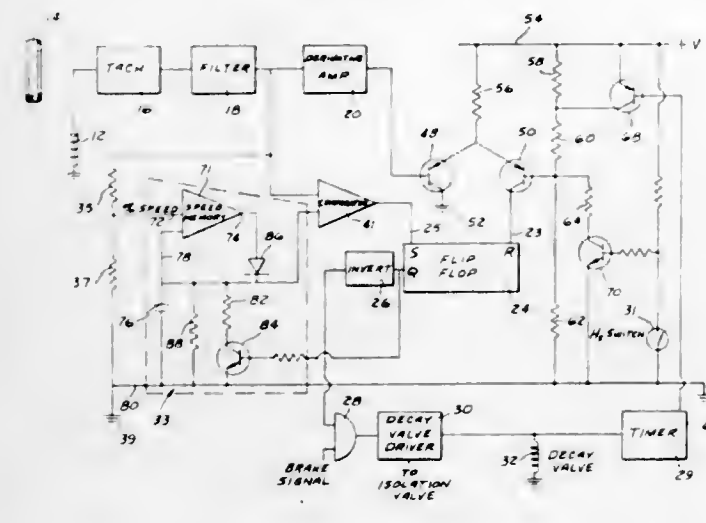 54
+V
TACH
FILTER
DERIVATIVE
AMP
58
56
16
18
20
68
12
48
50
60
71
35
% SPEED
SPEED
MEMORY
72
74
COMPARATOR
41
52
64
25
23
86
S
R
78
FLIP
FLOP
Q
INVERT
70
37
82
26
31
76
84
24
62
88
H₂ SWITCH
80
33
28
30
39
DECAY
VALVE
DRIVER
TIMER
BRAKE
SIGNAL
TO
ISOLATION
VALVE
32
DECAY
VALVE
29